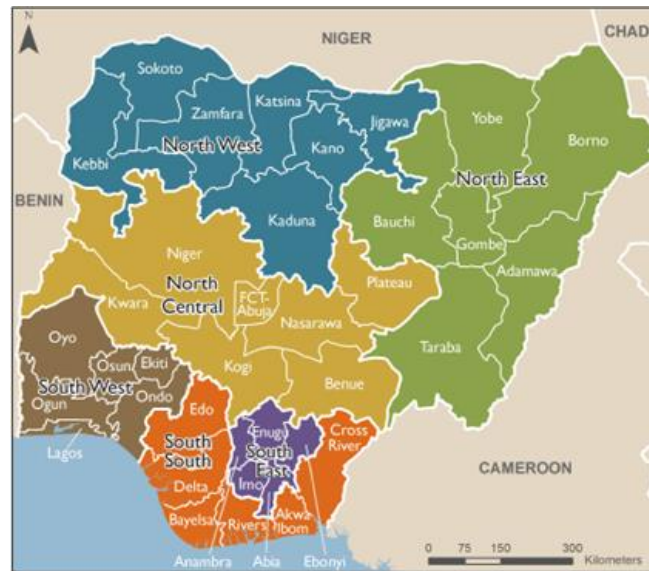 N
NIGER
CHAD
Sokoto
Katsina
Zamfara
Jigawa
Yobe
Borno
North West
Kano
Kebbi
North East
BENIN
Kaduna
Bauchi
Gombe
Niger
Adamawa
North
Central
Plateau
Kwara
FCT-
Abuja
Nasarawa
Oyo
Taraba
Kogi
Osun
Ekiti
South West
Benue
Ogun
Ondo
Edo
Lagos
South
South
Enugu
Cross
River
South
East
CAMEROON
Delta
Imo
Bayelsa
Rivers
Akwa
Ibom
Anambra
Abia
Ebonyi
0 75 150 300
Kilometers